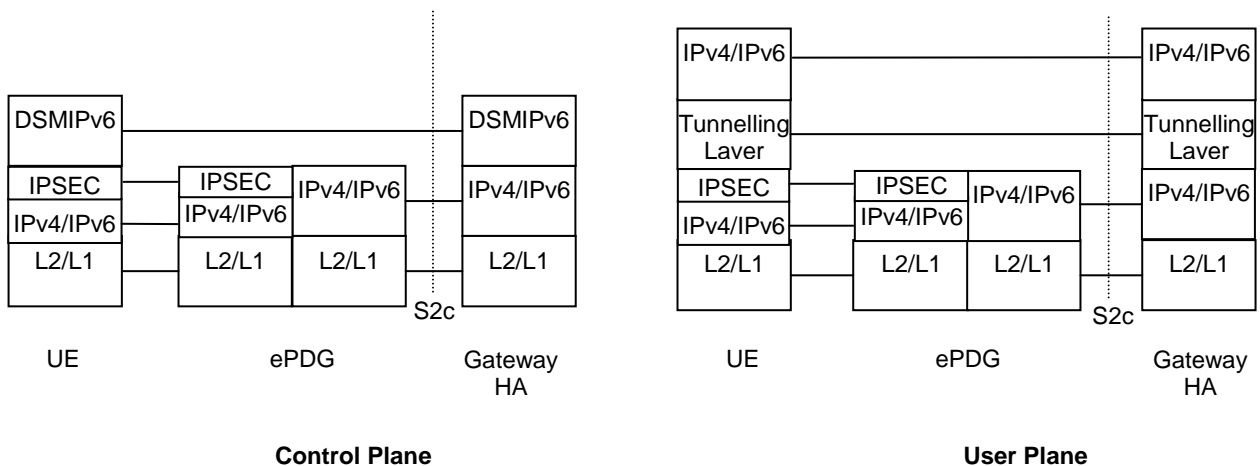 DSMIPv6
IPSEC
IPv4/IPv6
L2/L1
UE
IPSEC
IPv4/IPv6
L2/L1
IPv4/IPv6
L2/L1
ePDG
S2c
DSMIPv6
IPv4/IPv6
L2/L1
Gateway
HA
Control Plane
IPv4/IPv6
Tunnelling
Laver
IPSEC
IPv4/IPv6
L2/L1
UE
IPSEC
IPv4/IPv6
L2/L1
IPv4/IPv6
L2/L1
ePDG
S2c
IPv4/IPv6
Tunnelling
Laver
IPv4/IPv6
L2/L1
Gateway
HA
User Plane